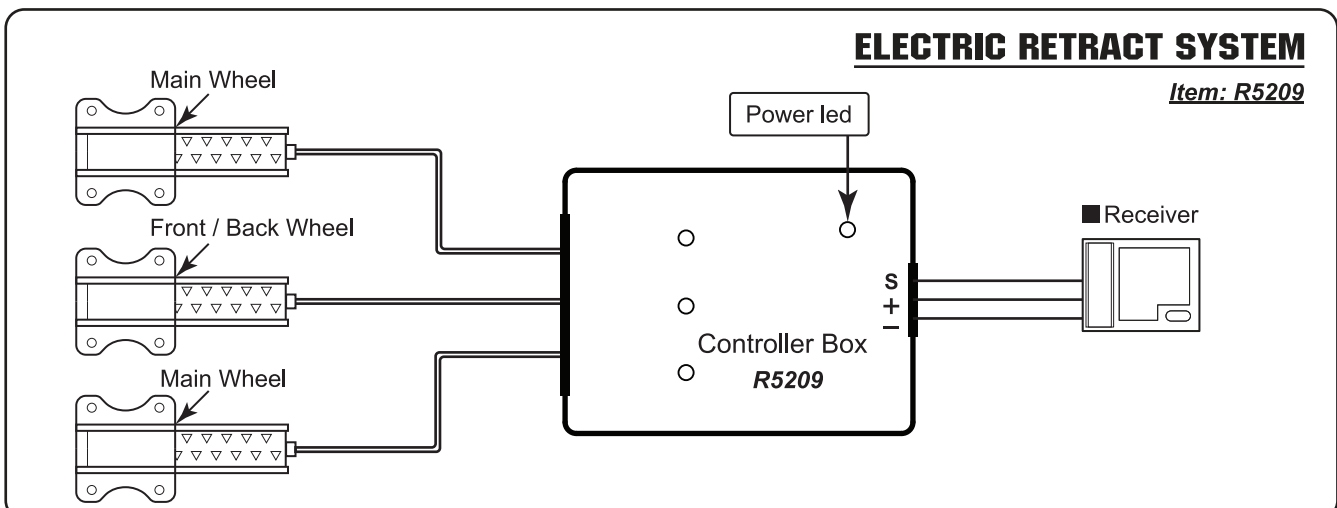 ELECTRIC RETRACT SYSTEM
Item: R5209
Main Wheel
Power led
Front / Back Wheel
■ Receiver
S
+
−
Controller Box
R5209
Main Wheel